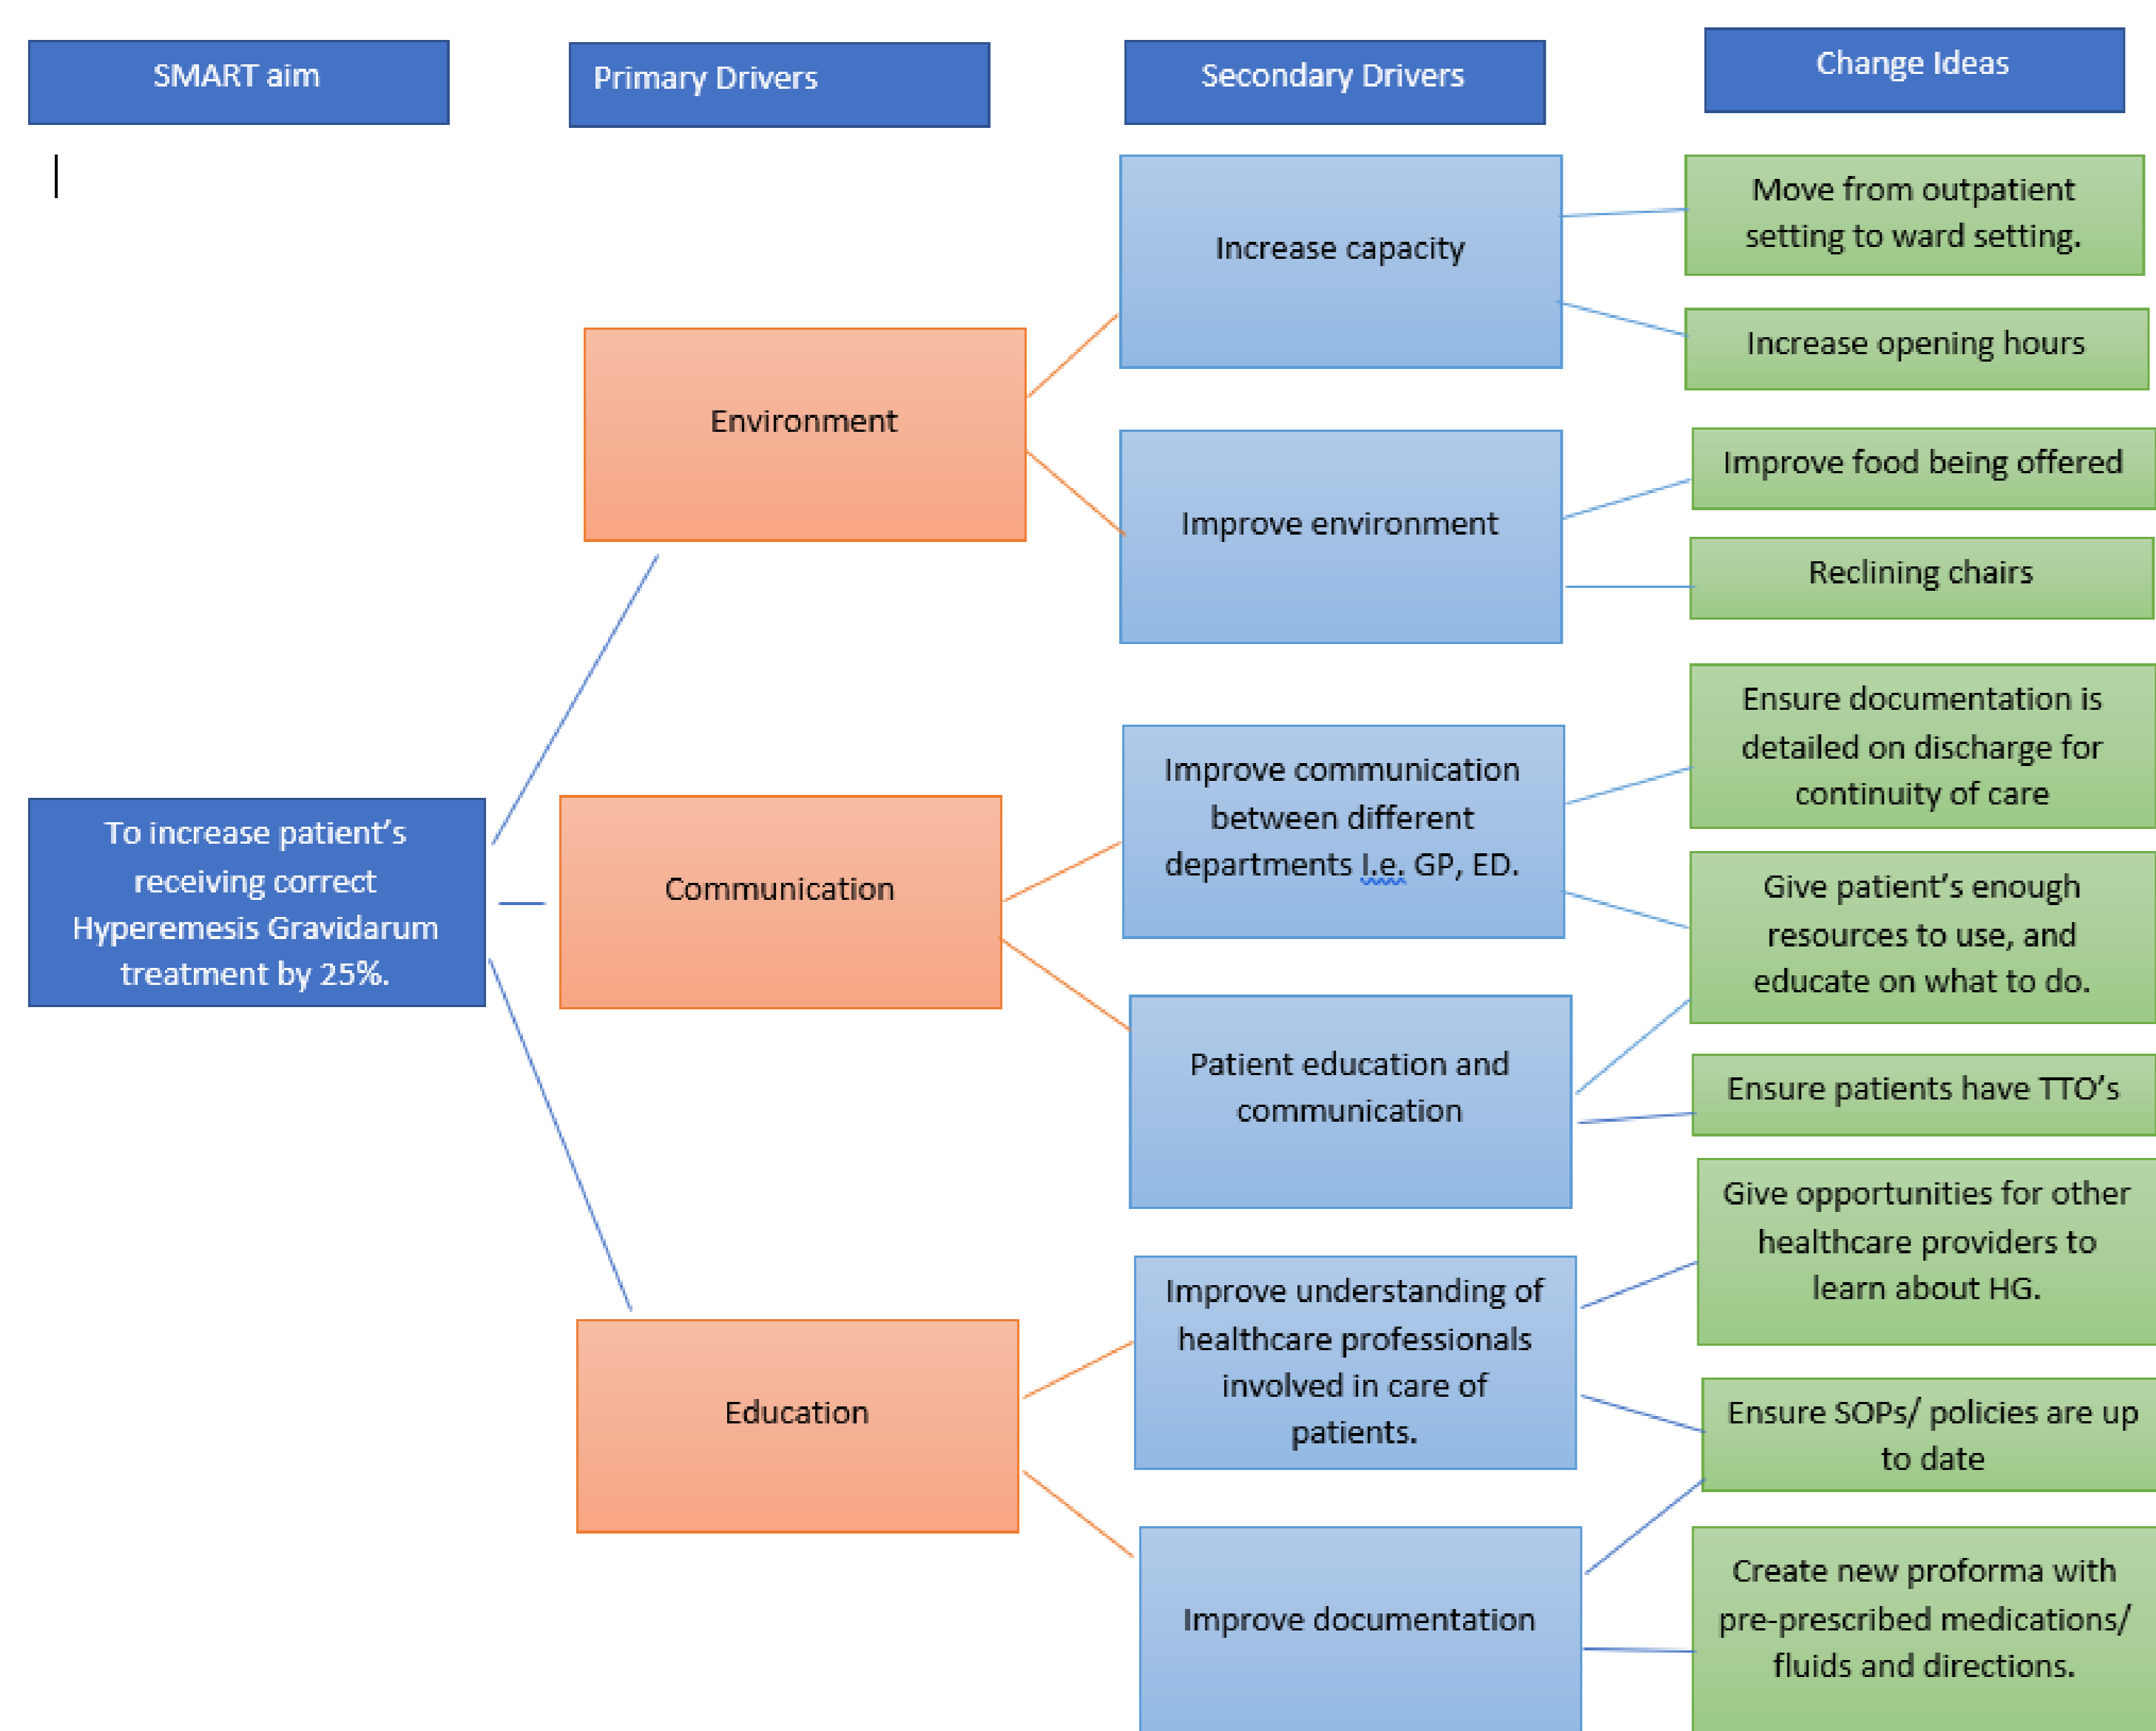 SMART aim
Primary Drivers
Secondary Drivers
Change Ideas
To increase patient’s
receiving correct
Hyperemesis Gravidarum
treatment by 25%.
Environment
Communication
Education
Increase capacity
Improve environment
Improve communication
between different
departments I.e. GP, ED.
Patient education and
communication
Improve understanding of
healthcare professionals
involved in care of
patients.
Improve documentation
Move from outpatient
setting to ward setting.
Increase opening hours
Improve food being offered
Reclining chairs
Ensure documentation is
detailed on discharge for
continuity of care
Give patient’s enough
resources to use, and
educate on what to do.
Ensure patients have TTO’s
Give opportunities for other
healthcare providers to
learn about HG.
Ensure SOPs/ policies are up
to date
Create new proforma with
pre-prescribed medications/
fluids and directions.